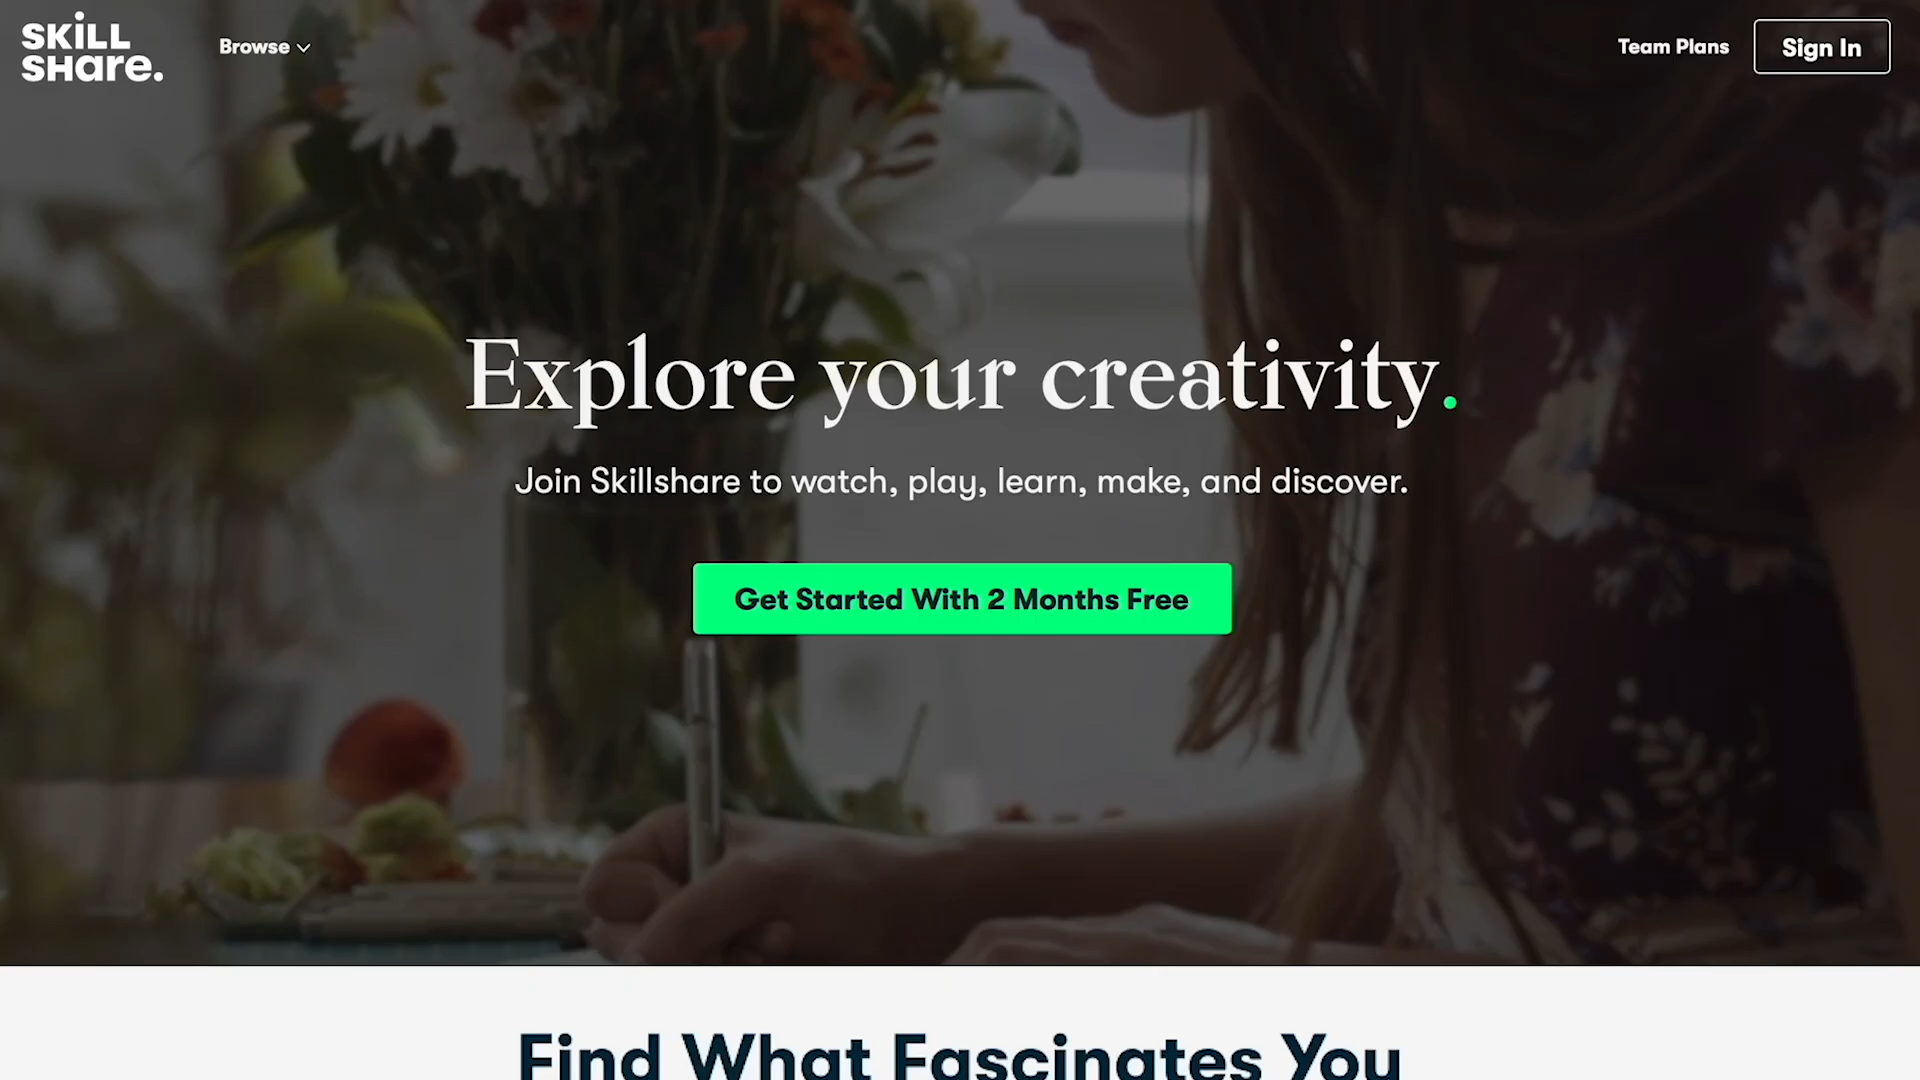 SKILL
SHare.
Browse
Team Plans
Sign In
Explore your creativity.
Join Skillshare to watch, play, learn, make, and discover.
Get Started With 2 Months Free
Find What Fascinates You